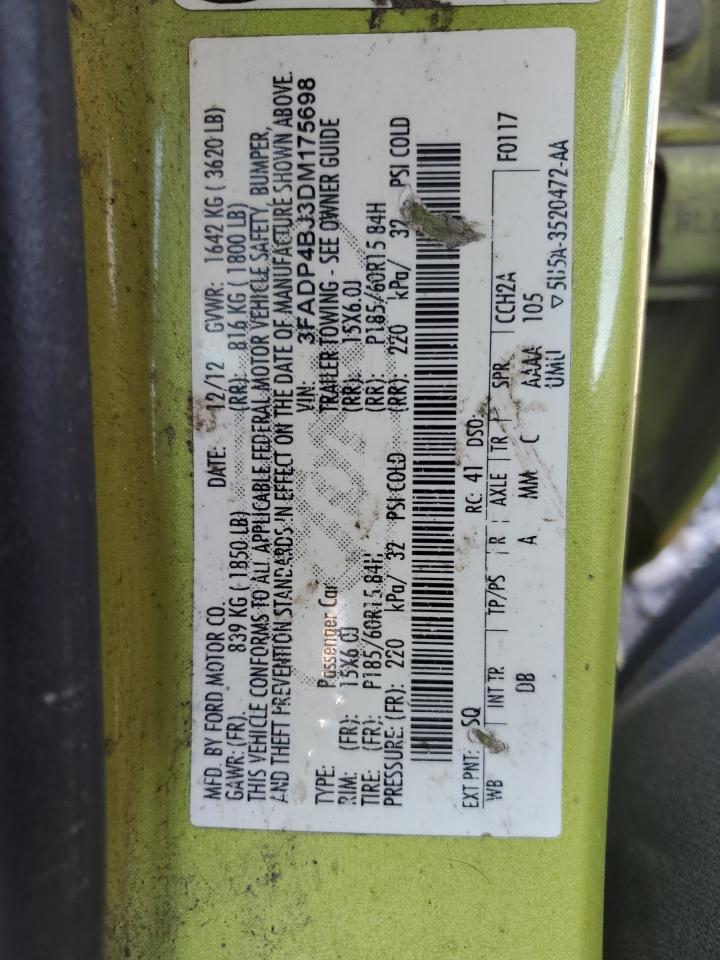 MFD. BY FORD MOTOR CO. DATE: 12/12 GVWR: 1642 KG ( 3620 LB)
GAWR: (FR). 839 KG ( 1850 LB) (RR): 816 KG ( 1800 LB)
THIS VEHICLE CONFORMS TO ALL APPLICABLE FEDERAL MOTOR VEHICLE SAFETY, BUMPER,
AND THEFT PREVENTION STANDARDS IN EFFECT ON THE DATE OF MANUFACTURE SHOWN ABOVE.
VIN: 3FADP4BJ3DM175698
TYPE: Passenger Car TRAILER TOWING - SEE OWNER GUIDE
RIM: (FR): 15X6.0J (RR): 15X6.0J
TIRE: (FR): P185/60R15 84H (RR): P185/60R15 84H
PRESSURE: (FR): 220 kPa/ 32 PSI COLD (RR): 220 kPa/ 32 PSI COLD
EXT PNT: SQ RC: 41 DSO: F0117
WB INT TR TP/PS R AXLE TR SPR CCH2A
DB A MM C AAAA 105
UMU ▽5U5A-3520472-AA